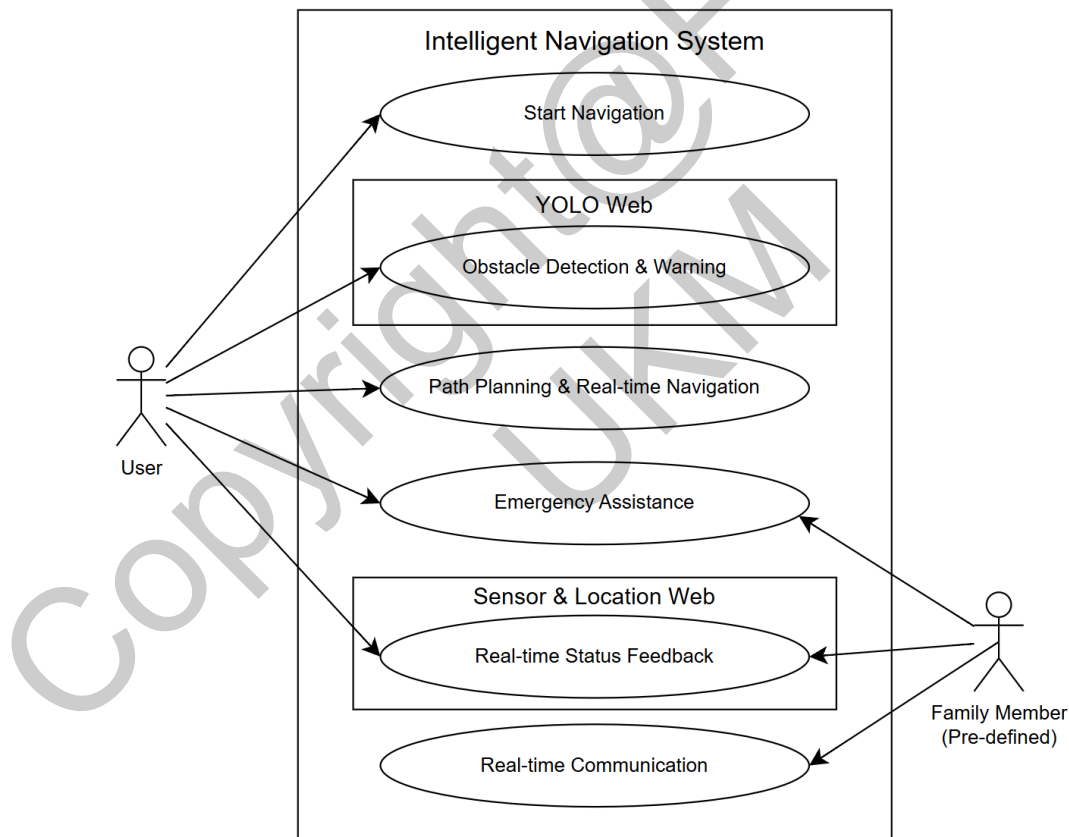 Intelligent Navigation System
Start Navigation
YOLO Web
Obstacle Detection & Warning
Path Planning & Real-time Navigation
User
Emergency Assistance
Sensor & Location Web
Real-time Status Feedback
Family Member
(Pre-defined)
Real-time Communication
Copyright@
UKM